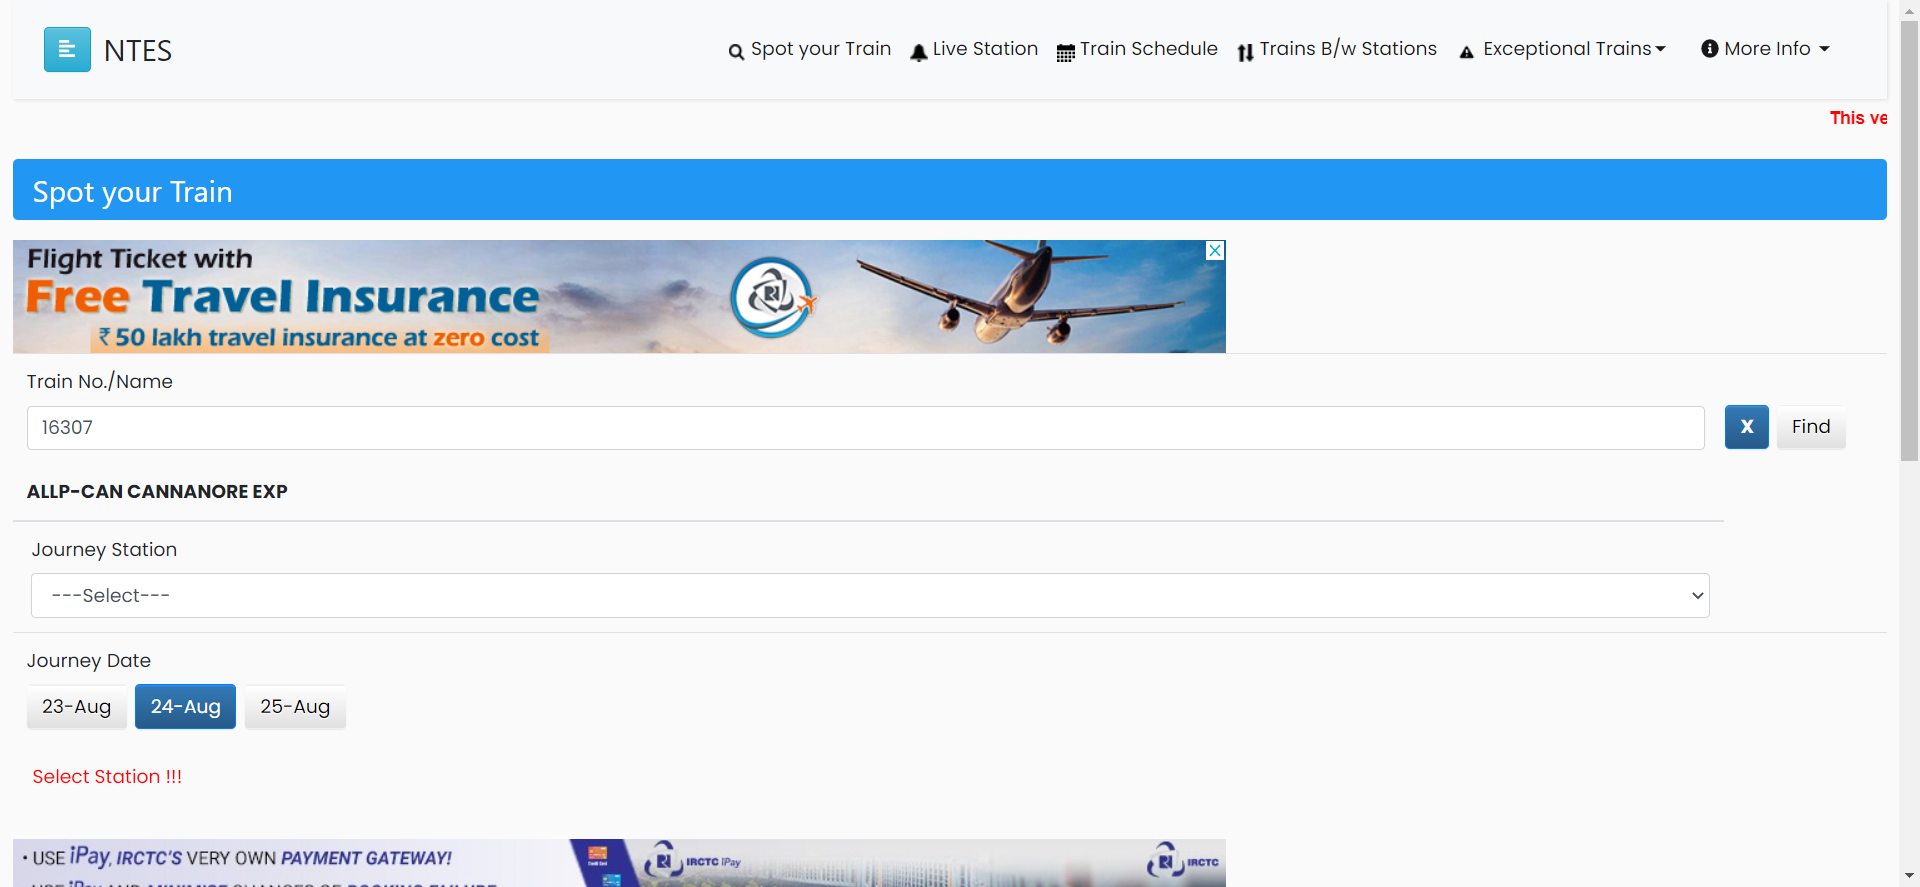 NTES
Spot your Train
Live Station
Train Schedule
Trains B/w Stations
Exceptional Trains
More Info
This ve
Spot your Train
Flight Ticket with
Free Travel Insurance
₹ 50 lakh travel insurance at zero cost
Train No./Name
16307
X
Find
ALLP-CAN CANNANORE EXP
Journey Station
---Select---
Journey Date
23-Aug
24-Aug
25-Aug
Select Station !!!
• USE iPay, IRCTC'S VERY OWN PAYMENT GATEWAY!
IRCTC iPay
IRCTC